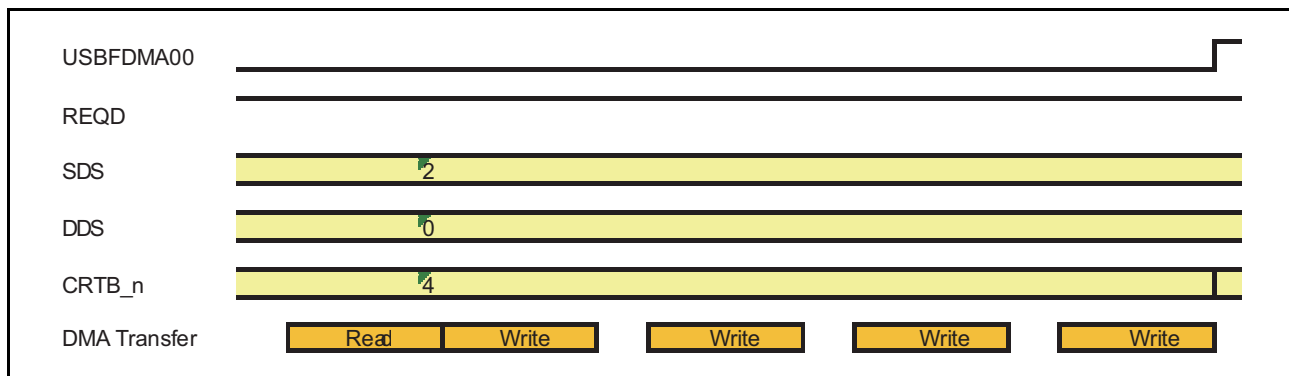 USBFDMA00
REQD
SDS 2
DDS 0
CRTB_n 4
DMA Transfer Read Write Write Write Write